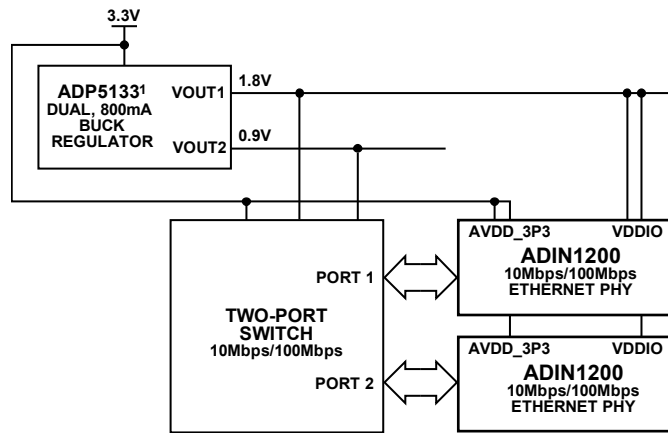 3.3V
ADP5133¹
DUAL, 800mA
BUCK
REGULATOR
VOUT1
1.8V
VOUT2
0.9V
AVDD_3P3
VDDIO
ADIN1200
10Mbps/100Mbps
ETHERNET PHY
PORT 1
TWO-PORT
SWITCH
10Mbps/100Mbps
PORT 2
AVDD_3P3
VDDIO
ADIN1200
10Mbps/100Mbps
ETHERNET PHY